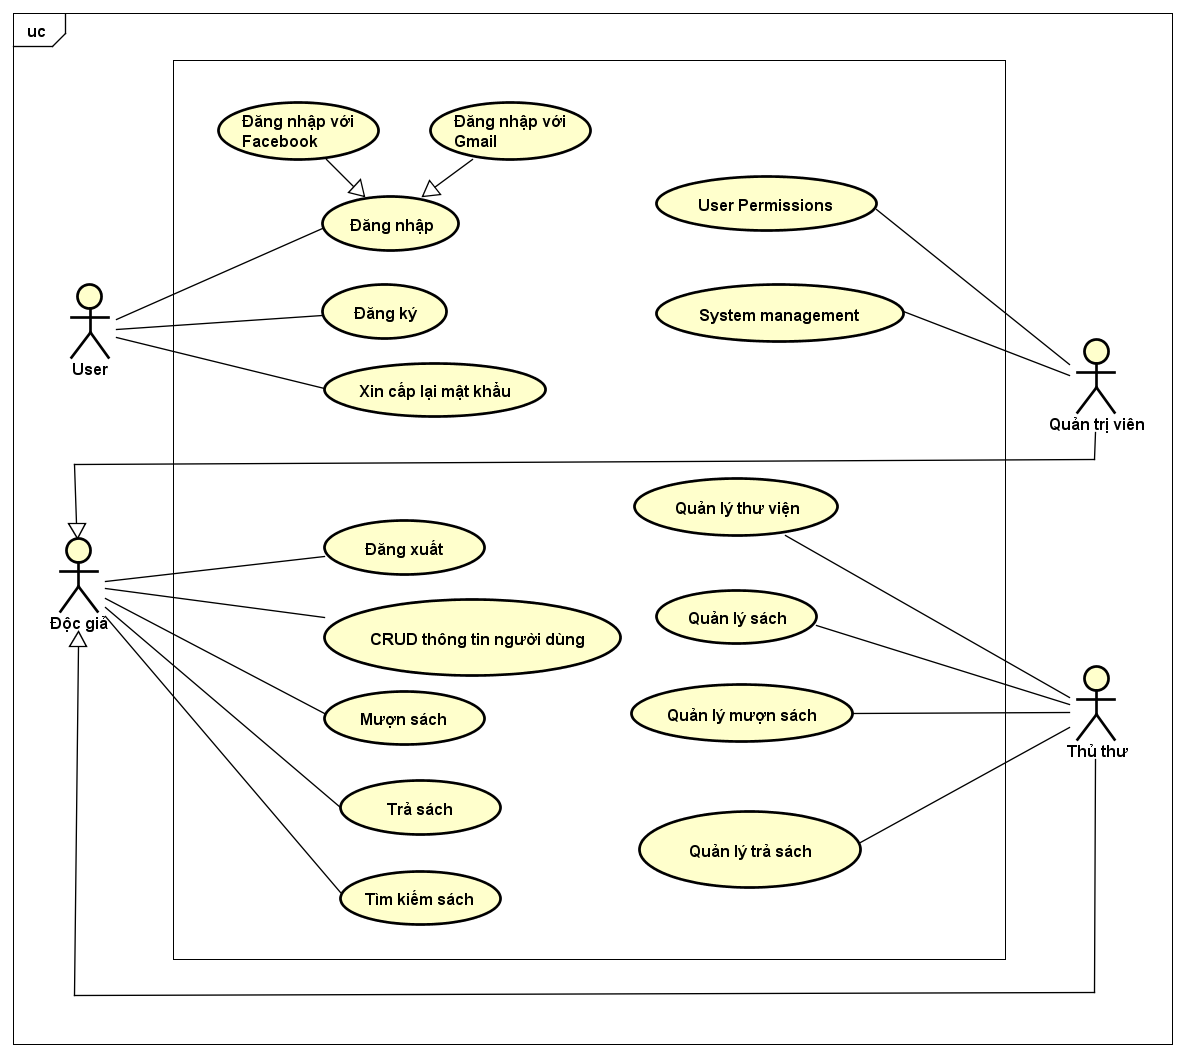 uc
Đăng nhập với
Facebook
Đăng nhập với
Gmail
User Permissions
Đăng nhập
Đăng ký
System management
User
Xin cấp lại mật khẩu
Quản trị viên
Quản lý thư viện
Đăng xuất
Độc giả
Quản lý sách
CRUD thông tin người dùng
Mượn sách
Quản lý mượn sách
Thủ thư
Trả sách
Quản lý trả sách
Tìm kiếm sách